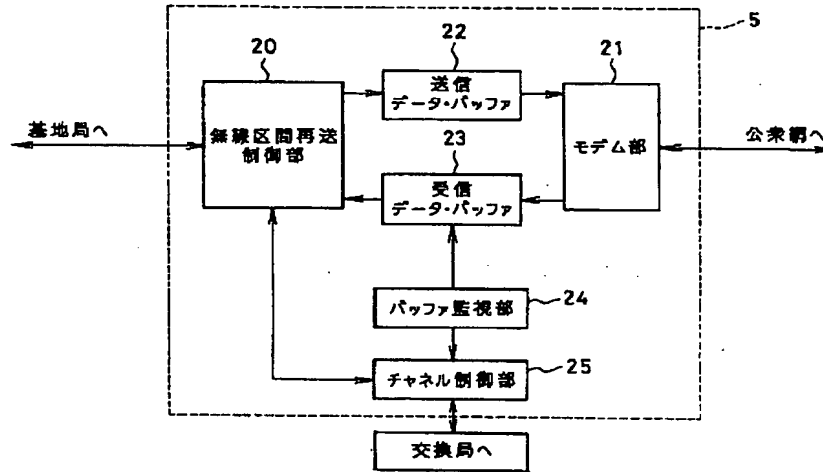 5
20
22
21
送信
データ・バッファ
基地局へ
無線区間再送
制御部
23
モデム部
公衆網へ
受信
データ・バッファ
バッファ監視部
24
チャネル制御部
25
交換局へ